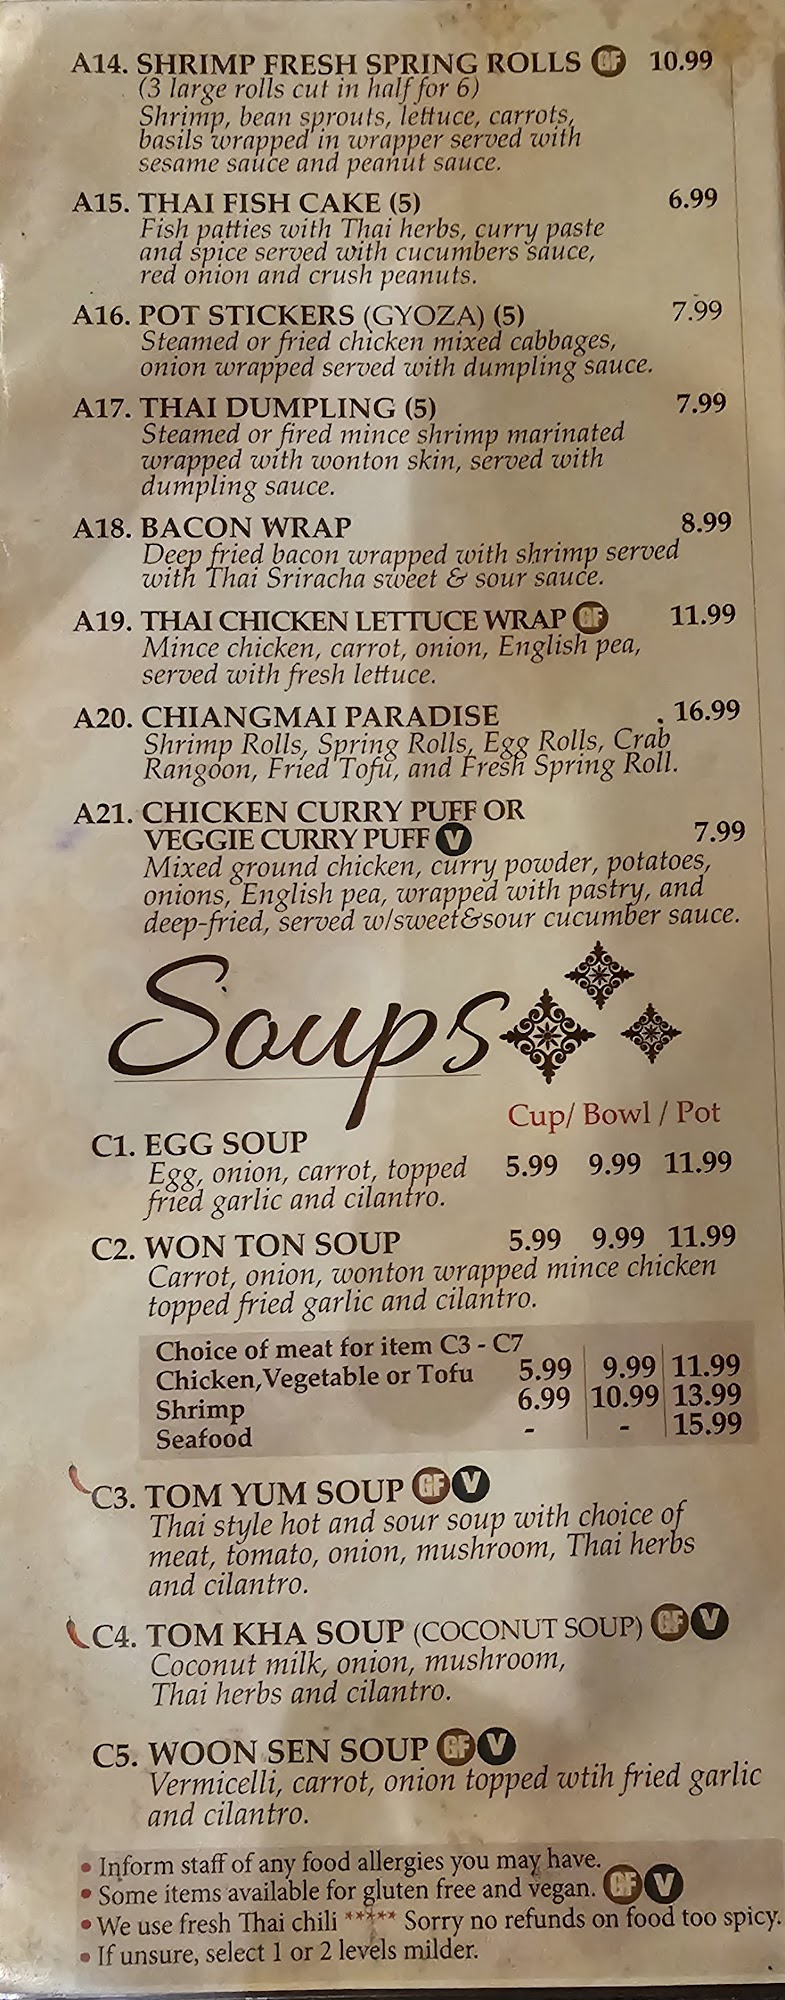 A14. SHRIMP FRESH SPRING ROLLS GF 10.99
(3 large rolls cut in half for 6)
Shrimp, bean sprouts, lettuce, carrots,
basils wrapped in wrapper served with
sesame sauce and peanut sauce.
A15. THAI FISH CAKE (5) 6.99
Fish patties with Thai herbs, curry paste
and spice served with cucumbers sauce,
red onion and crush peanuts.
A16. POT STICKERS (GYOZA) (5) 7.99
Steamed or fried chicken mixed cabbages,
onion wrapped served with dumpling sauce.
A17. THAI DUMPLING (5) 7.99
Steamed or fired mince shrimp marinated
wrapped with wonton skin, served with
dumpling sauce.
A18. BACON WRAP 8.99
Deep fried bacon wrapped with shrimp served
with Thai Sriracha sweet & sour sauce.
A19. THAI CHICKEN LETTUCE WRAP GF 11.99
Mince chicken, carrot, onion, English pea,
served with fresh lettuce.
A20. CHIANGMAI PARADISE 16.99
Shrimp Rolls, Spring Rolls, Egg Rolls, Crab
Rangoon, Fried Tofu, and Fresh Spring Roll.
A21. CHICKEN CURRY PUFF OR
VEGGIE CURRY PUFF V 7.99
Mixed ground chicken, curry powder, potatoes,
onions, English pea, wrapped with pastry, and
deep-fried, served w/sweet&sour cucumber sauce.
Soups
Cup/ Bowl / Pot
C1. EGG SOUP
Egg, onion, carrot, topped 5.99 9.99 11.99
fried garlic and cilantro.
C2. WON TON SOUP 5.99 9.99 11.99
Carrot, onion, wonton wrapped mince chicken
topped fried garlic and cilantro.
Choice of meat for item C3 - C7
Chicken,Vegetable or Tofu 5.99 9.99 11.99
Shrimp 6.99 10.99 13.99
Seafood - - 15.99
C3. TOM YUM SOUP GF V
Thai style hot and sour soup with choice of
meat, tomato, onion, mushroom, Thai herbs
and cilantro.
C4. TOM KHA SOUP (COCONUT SOUP) GF V
Coconut milk, onion, mushroom,
Thai herbs and cilantro.
C5. WOON SEN SOUP GF V
Vermicelli, carrot, onion topped wtih fried garlic
and cilantro.
• Inform staff of any food allergies you may have.
• Some items available for gluten free and vegan. GF V
• We use fresh Thai chili ***** Sorry no refunds on food too spicy.
• If unsure, select 1 or 2 levels milder.